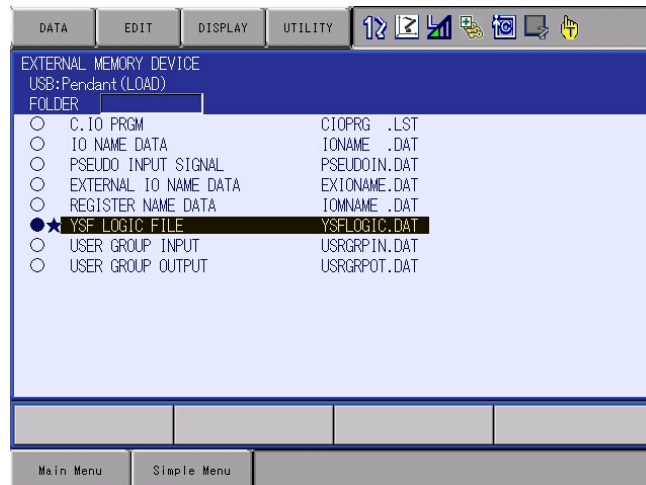 DATA EDIT DISPLAY UTILITY
EXTERNAL MEMORY DEVICE
USB:Pendant(LOAD)
FOLDER
C.IO PRGM CIOPRG .LST
IO NAME DATA IONAME .DAT
PSEUDO INPUT SIGNAL PSEUDOIN.DAT
EXTERNAL IO NAME DATA EXIONAME.DAT
REGISTER NAME DATA IOMNAME .DAT
★ YSF LOGIC FILE YSFLOGIC.DAT
USER GROUP INPUT USRGRPIN.DAT
USER GROUP OUTPUT USRGRPOT.DAT
Main Menu Simple Menu